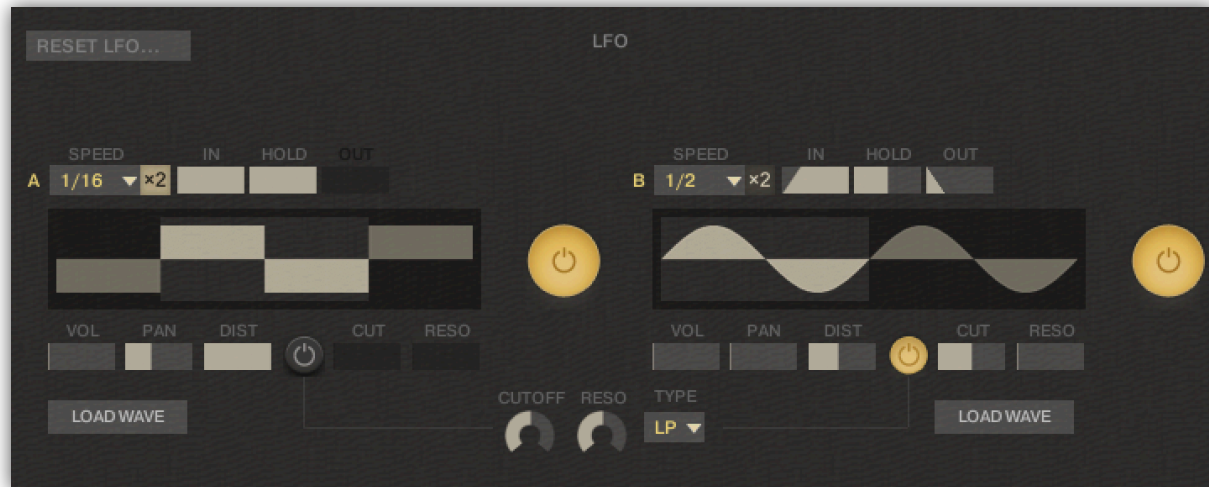 RESET LFO...
LFO
SPEED IN HOLD OUT
A 1/16 ×2
SPEED IN HOLD OUT
B 1/2 ×2
VOL PAN DIST CUT RESO
VOL PAN DIST CUT RESO
LOAD WAVE
CUTOFF RESO TYPE
LP
LOAD WAVE